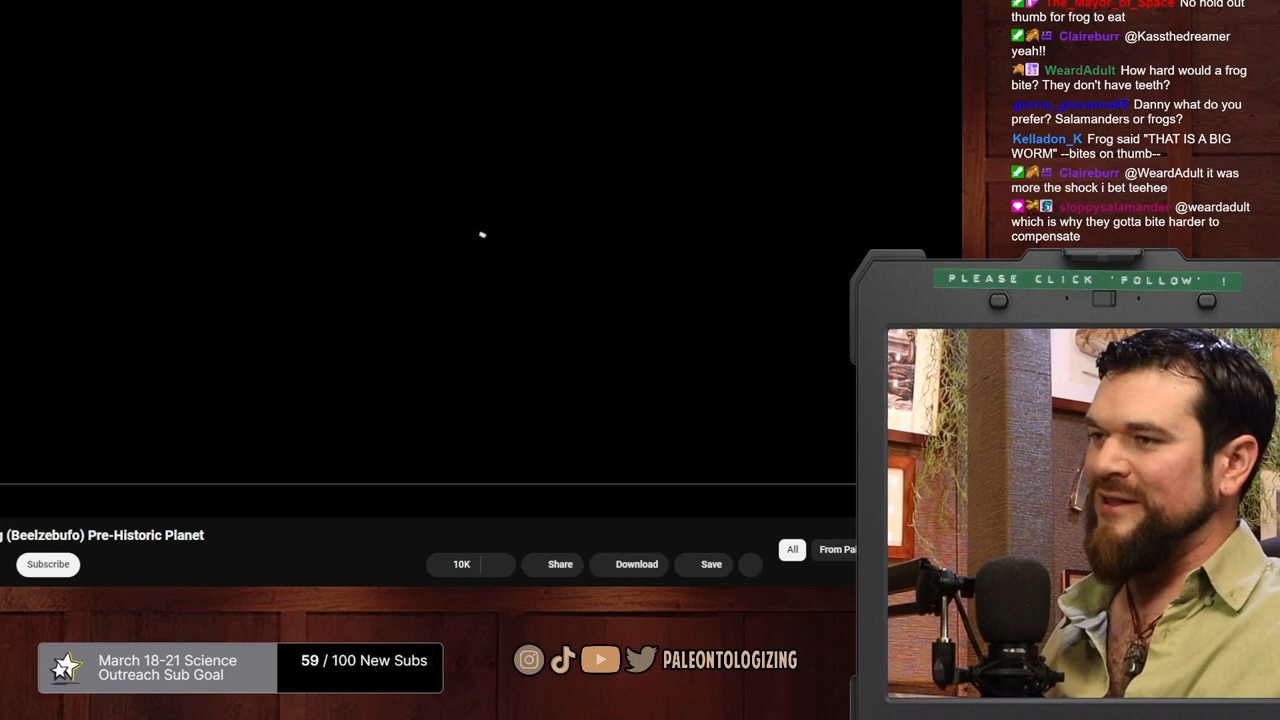 The_Mayor_of_Space No hold out
thumb for frog to eat
Claireburr @Kassthedreamer
yeah!!
WeardAdult How hard would a frog
bite? They don't have teeth?
giorno_giovanna85 Danny what do you
prefer? Salamanders or frogs?
Kelladon_K Frog said "THAT IS A BIG
WORM" --bites on thumb--
Claireburr @WeardAdult it was
more the shock i bet teehee
sloppysalamander @weardadult
which is why they gotta bite harder to
compensate
PLEASE CLICK 'FOLLOW' !
(Beelzebufo) Pre-Historic Planet
Subscribe
10K
Share
Download
Save
All
From Pal
March 18-21 Science
Outreach Sub Goal
59 / 100 New Subs
PALEONTOLOGIZING